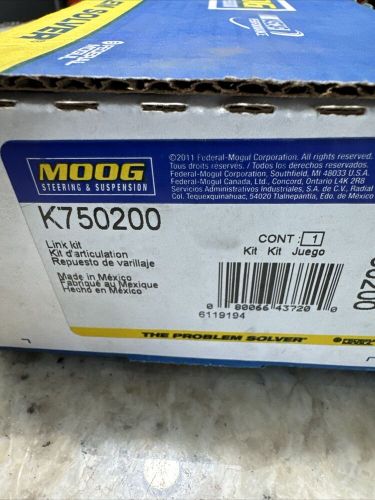 ©2011 Federal-Mogul Corporation. All rights reserved.
Tous droits réservés. / Todos los derechos reservados.
Federal-Mogul Corporation, Southfield, MI 48033 U.S.A.
Federal-Mogul Canada, Ltd., Concord, Ontario L4K 2R8
Servicios Administrativos Industriales, S.A. DE C.V., Radial
Col. Tequexquinahuac, 54020 Tlalnepantla, Edo. de México
MOOG
STEERING & SUSPENSION
K750200
Link kit
Kit d'articulation
Repuesto de varillaje
Made in México
Fabriqué au Mexique
Hecho en México
CONT : 1
Kit Kit Juego
0 80066 43720 0
6119194
THE PROBLEM SOLVER®